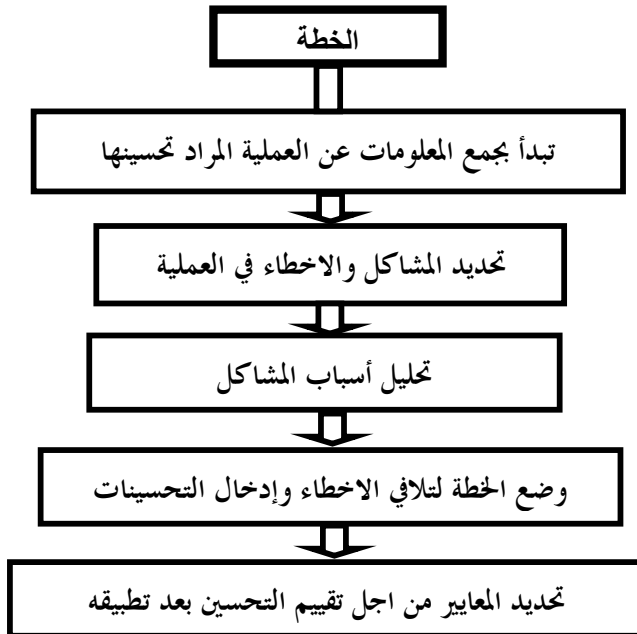 الخطة
تبدأ بجمع المعلومات عن العملية المراد تحسينها
تحديد المشاكل والاخطاء في العملية
تحليل أسباب المشاكل
وضع الخطة لتلافي الاخطاء وإدخال التحسينات
تحديد المعايير من اجل تقييم التحسين بعد تطبيقه